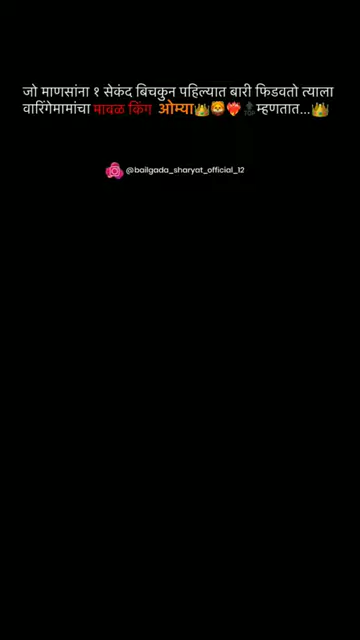 जो माणसांना १ सेकंद बिचकुन पहिल्यात बारी फिडवतो त्याला
वारिंगेमामांचा मावळ किंग ओम्या👑🦁❤️‍🔥🔝म्हणतात...👑
@bailgada_sharyat_official_12